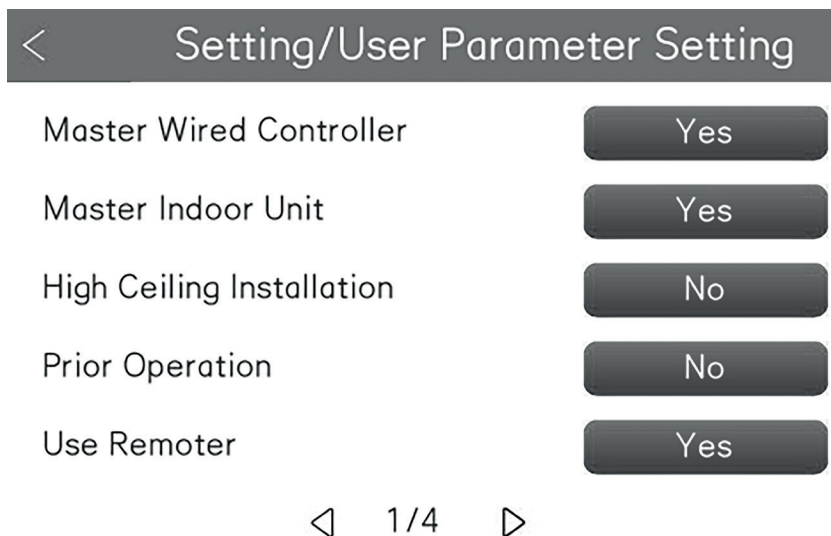 Setting/User Parameter Setting
Master Wired Controller Yes
Master Indoor Unit Yes
High Ceiling Installation No
Prior Operation No
Use Remoter Yes
1/4